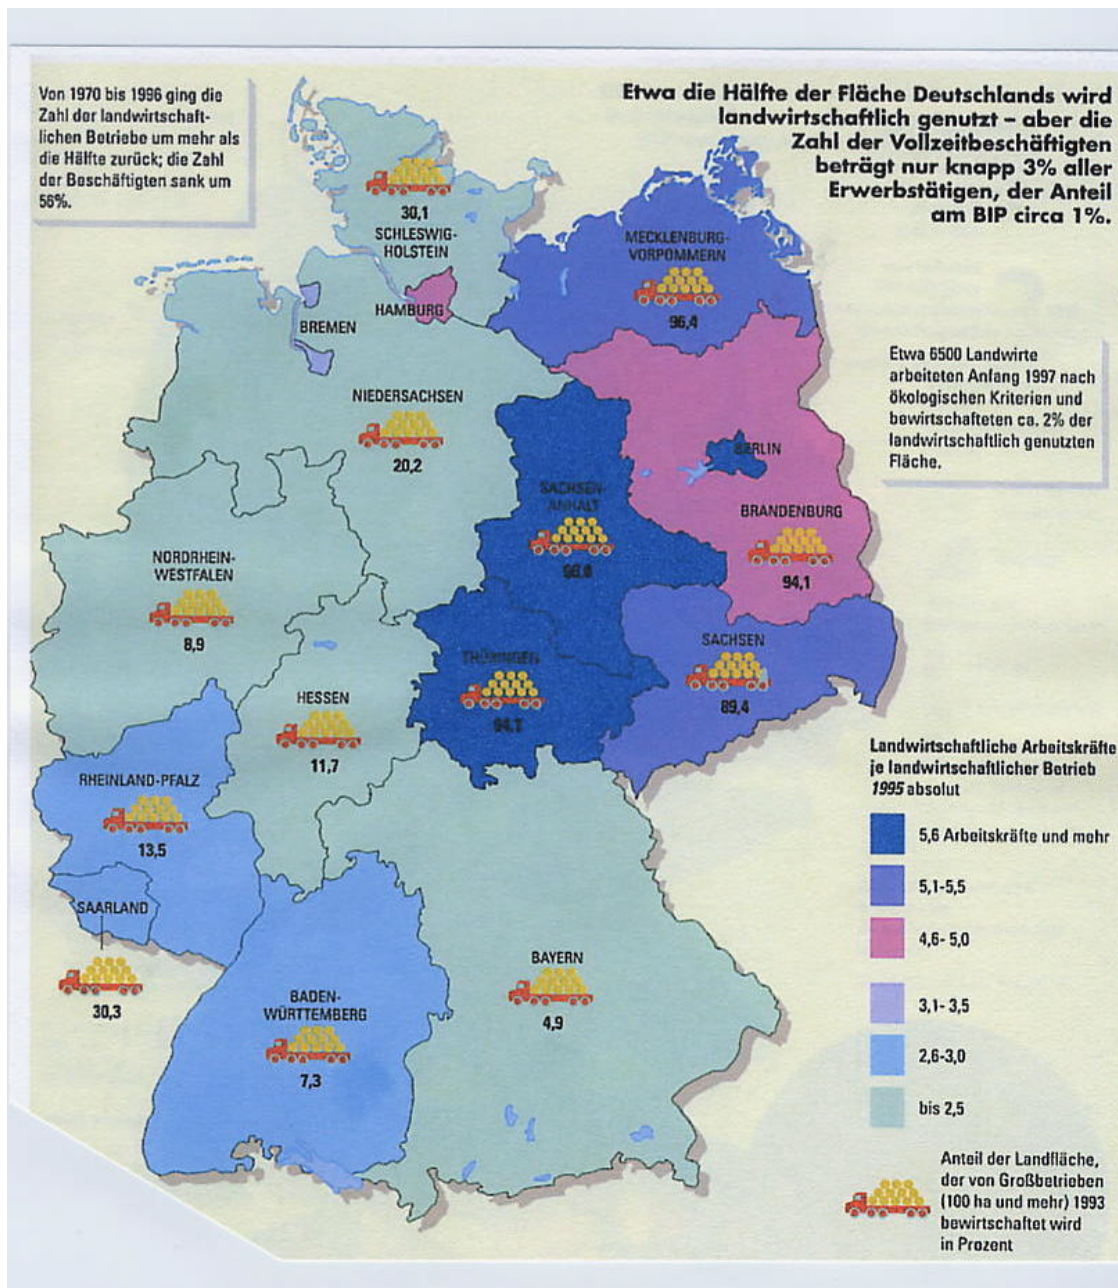 Von 1970 bis 1996 ging die
Zahl der landwirtschaft-
lichen Betriebe um mehr als
die Hälfte zurück; die Zahl
der Beschäftigten sank um
56%.
Etwa die Hälfte der Fläche Deutschlands wird
landwirtschaftlich genutzt – aber die
Zahl der Vollzeitbeschäftigten
beträgt nur knapp 3% aller
Erwerbstätigen, der Anteil
am BIP circa 1%.
30,1
SCHLESWIG-
HOLSTEIN
MECKLENBURG-
VORPOMMERN
96,4
HAMBURG
BREMEN
Etwa 6500 Landwirte
arbeiteten Anfang 1997 nach
ökologischen Kriterien und
bewirtschafteten ca. 2% der
landwirtschaftlich genutzten
Fläche.
NIEDERSACHSEN
20,2
BERLIN
SACHSEN-
ANHALT
BRANDENBURG
94,1
NORDRHEIN-
WESTFALEN
8,9
SACHSEN
89,4
THÜRINGEN
HESSEN
11,7
RHEINLAND-PFALZ
13,5
SAARLAND
30,3
BADEN-
WÜRTTEMBERG
7,3
BAYERN
4,9
Landwirtschaftliche Arbeitskräfte
je landwirtschaftlicher Betrieb
1995 absolut
5,6 Arbeitskräfte und mehr
5,1-5,5
4,6- 5,0
3,1- 3,5
2,6-3,0
bis 2,5
Anteil der Landfläche,
der von Großbetrieben
(100 ha und mehr) 1993
bewirtschaftet wird
in Prozent